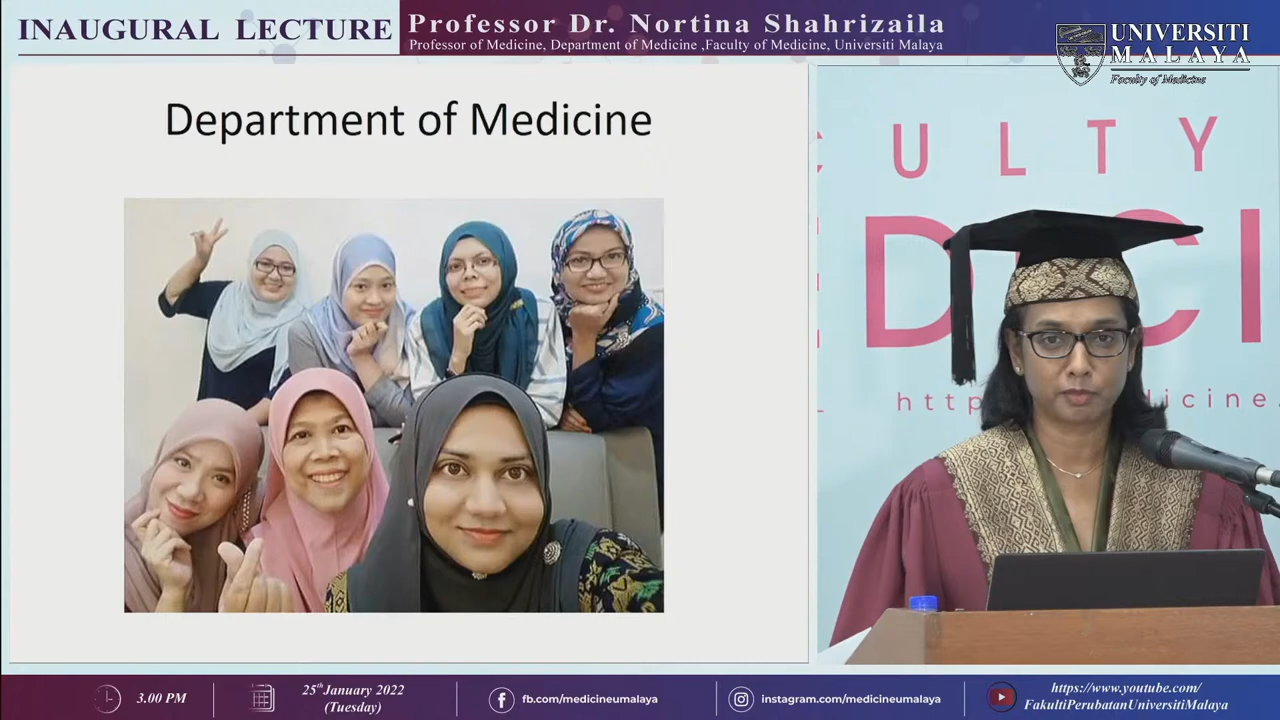 INAUGURAL LECTURE
Professor Dr. Nortina Shahrizaila
Professor of Medicine, Department of Medicine ,Faculty of Medicine, Universiti Malaya
UNIVERSITI
MALAYA
Faculty of Medicine
Department of Medicine
ULTY
EDICI
http
dicine.
3.00 PM
25th January 2022
(Tuesday)
fb.com/medicineumalaya
instagram.com/medicineumalaya
https://www.youtube.com/
FakultiPerubatanUniversitiMalaya